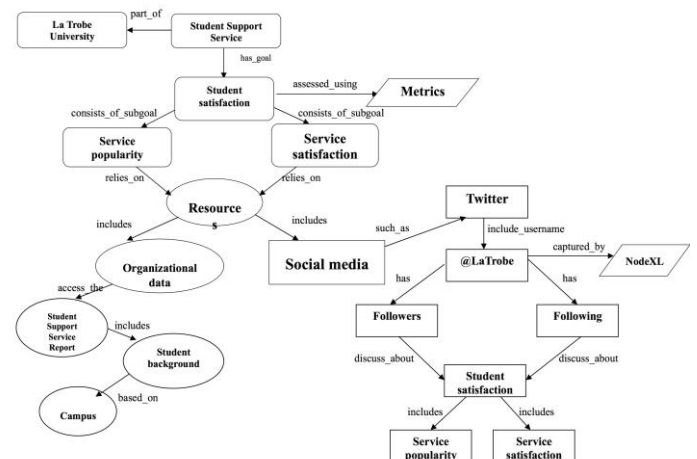 part_of
La Trobe
University
Student Support
Service
has_goal
Student
satisfaction
assessed_using
Metrics
consists_of_subgoal
consists_of_subgoal
Service
popularity
Service
satisfaction
relies_on
relies_on
Resource
s
includes
includes
Organizational
data
Social media
such_as
Twitter
include_username
@LaTrobe
captured_by
NodeXL
has
has
Followers
Following
access_the
Student
Support
Service
Report
includes
Student
background
based_on
Campus
discuss_about
discuss_about
Student
satisfaction
includes
includes
Service
popularity
Service
satisfaction